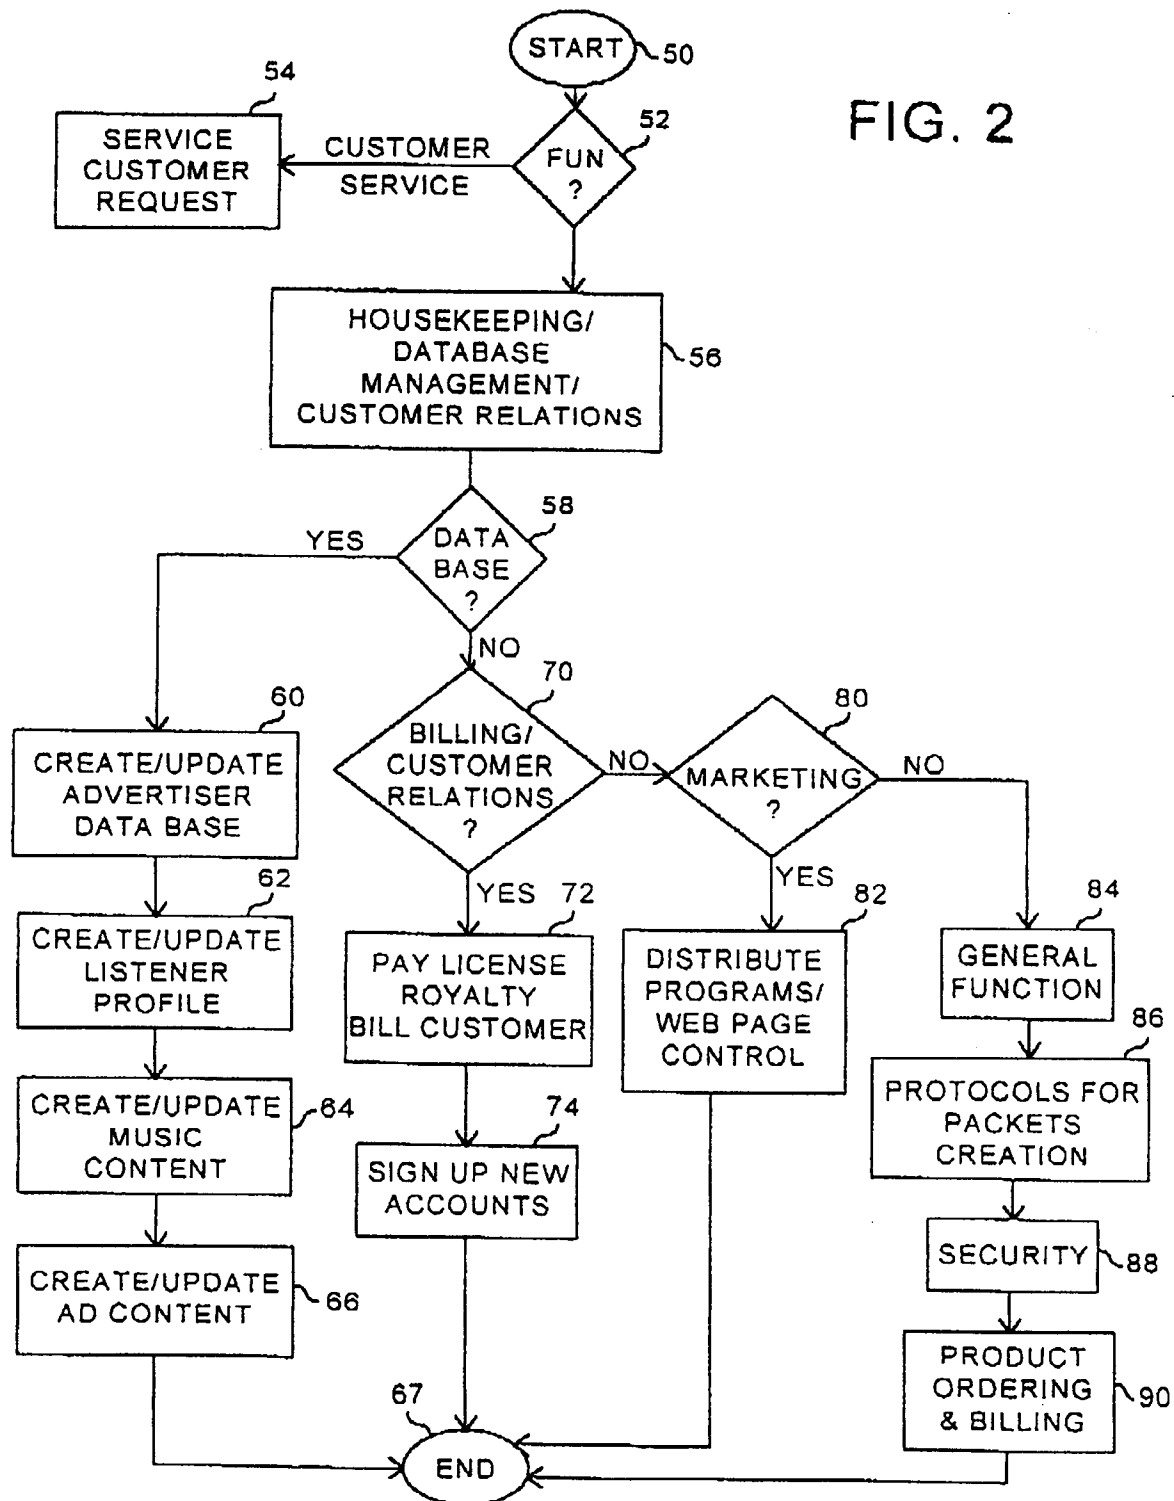 START
50
FIG. 2
54
52
SERVICE
CUSTOMER
REQUEST
CUSTOMER
SERVICE
FUN
?
HOUSEKEEPING/
DATABASE
MANAGEMENT/
CUSTOMER RELATIONS
56
58
YES
DATA
BASE
?
NO
60
CREATE/UPDATE
ADVERTISER
DATA BASE
70
BILLING/
CUSTOMER
RELATIONS
?
NO
80
MARKETING
?
NO
62
CREATE/UPDATE
LISTENER
PROFILE
YES
72
PAY LICENSE
ROYALTY
BILL CUSTOMER
YES
82
DISTRIBUTE
PROGRAMS/
WEB PAGE
CONTROL
84
GENERAL
FUNCTION
86
PROTOCOLS FOR
PACKETS
CREATION
CREATE/UPDATE
MUSIC
CONTENT
64
74
SIGN UP NEW
ACCOUNTS
SECURITY
88
CREATE/UPDATE
AD CONTENT
66
PRODUCT
ORDERING
& BILLING
90
67
END